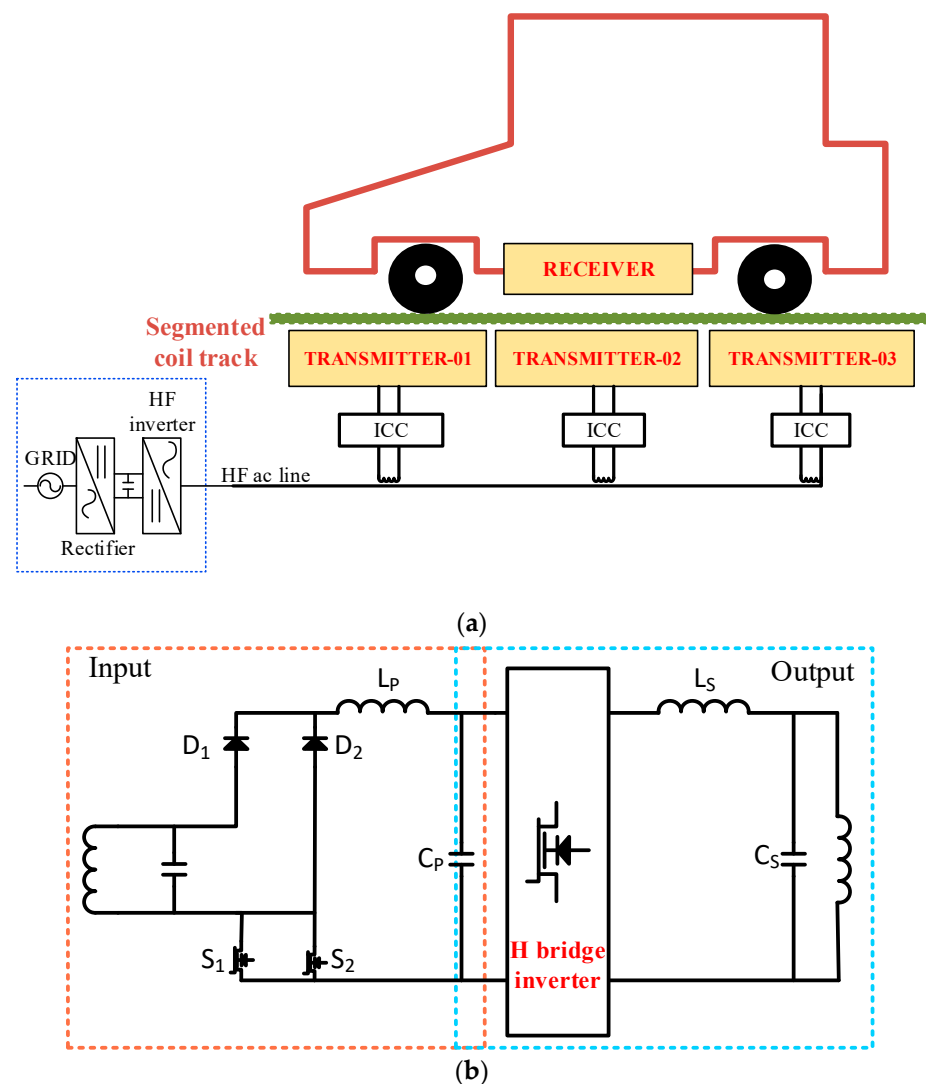 RECEIVER
Segmented
coil track
TRANSMITTER-01
TRANSMITTER-02
TRANSMITTER-03
HF
inverter
ICC
ICC
ICC
GRID
HF ac line
Rectifier
(a)
Input
Output
LP
LS
D1
D2
CP
CS
S1
S2
H bridge
inverter
(b)